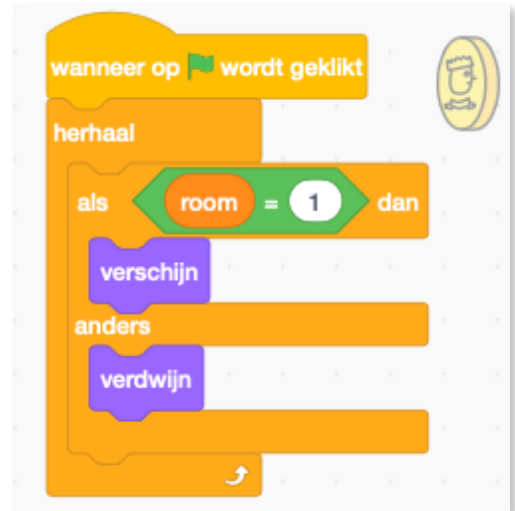 wanneer op wordt geklikt
herhaal
als room = 1 dan
verschijn
anders
verdwijn